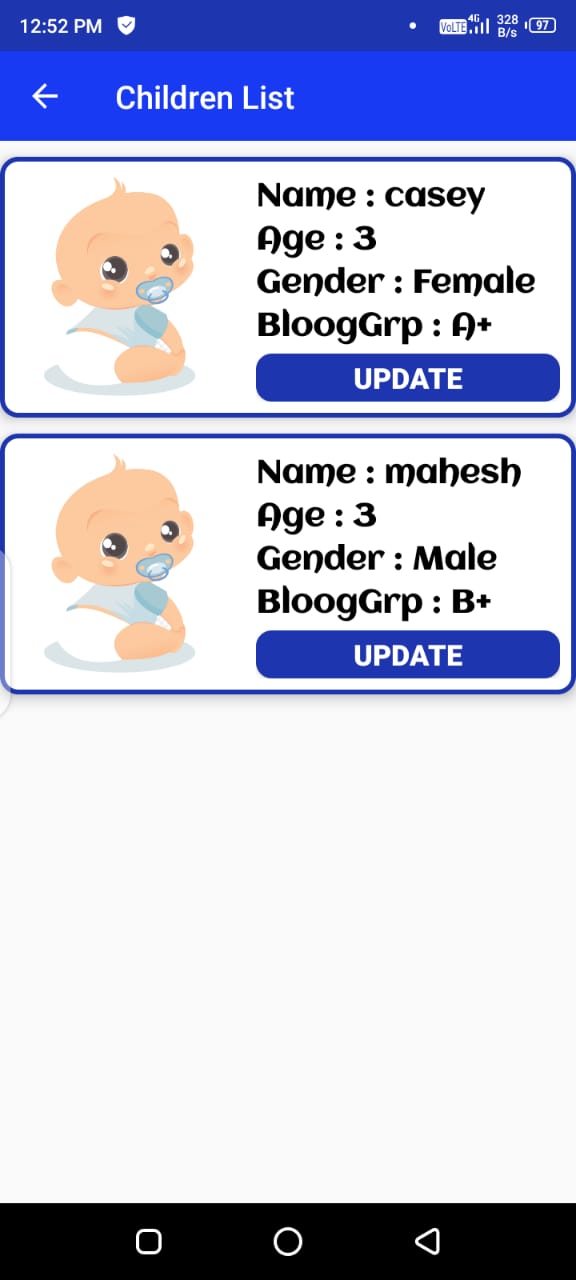 12:52 PM
VoLTE 4G 328 B/s 97
Children List
Name : casey
Age : 3
Gender : Female
BloogGrp : A+
UPDATE
Name : mahesh
Age : 3
Gender : Male
BloogGrp : B+
UPDATE